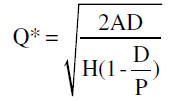 Q* = √(2AD / H(1 - D/P))